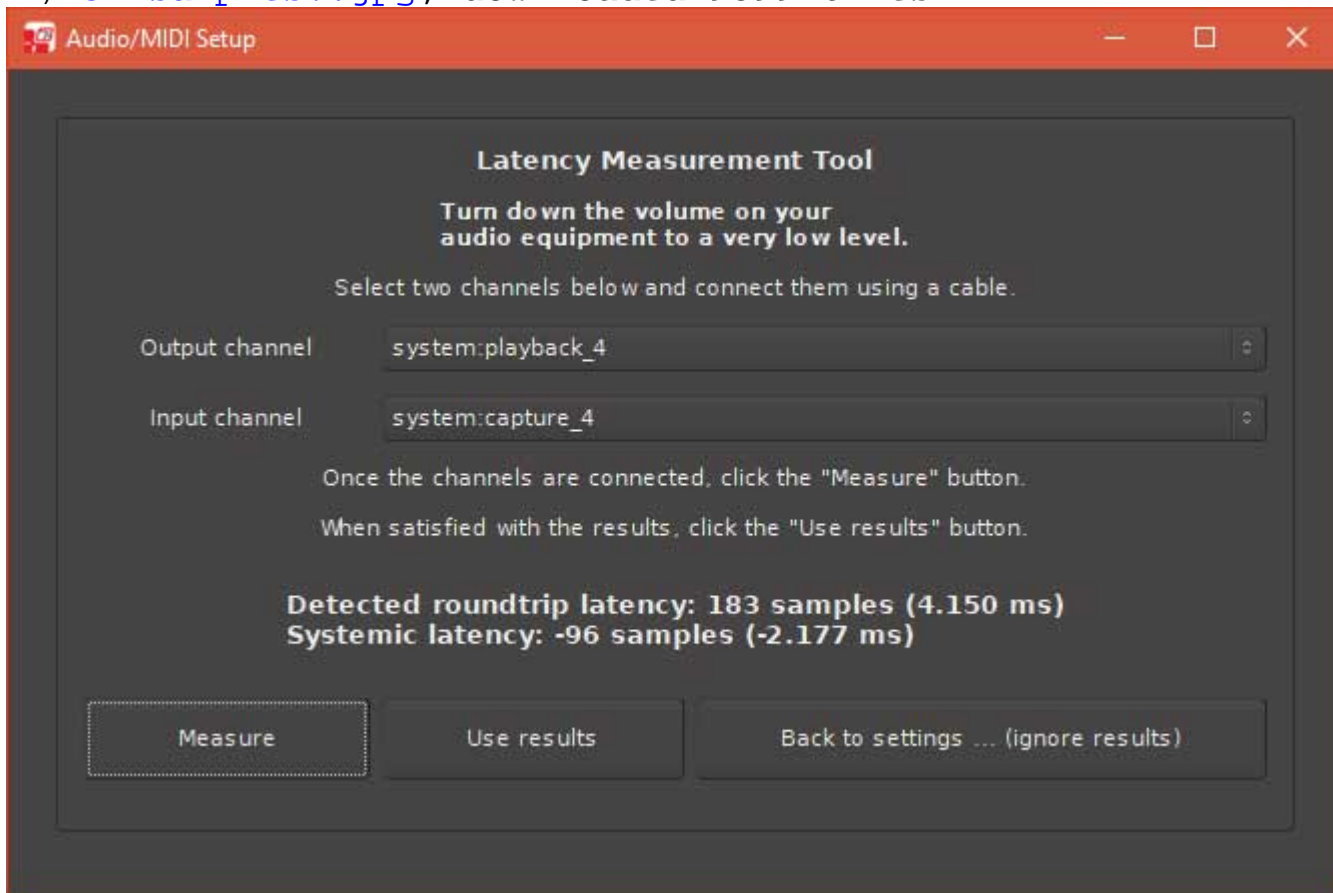 Audio/MIDI Setup
Latency Measurement Tool
Turn down the volume on your
audio equipment to a very low level.
Select two channels below and connect them using a cable.
Output channel system:playback_4
Input channel system:capture_4
Once the channels are connected, click the "Measure" button.
When satisfied with the results, click the "Use results" button.
Detected roundtrip latency: 183 samples (4.150 ms)
Systemic latency: -96 samples (-2.177 ms)
Measure Use results Back to settings ... (ignore results)